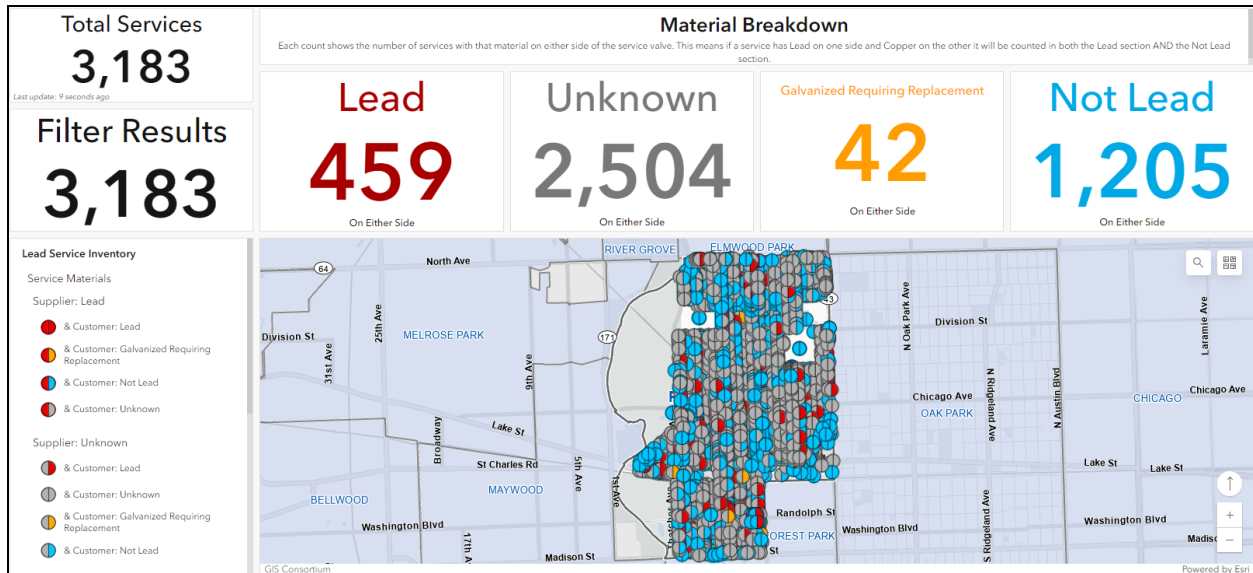 Total Services
3,183
Last update: 9 seconds ago
Filter Results
3,183
Material Breakdown
Each count shows the number of services with that material on either side of the service valve. This means if a service has Lead on one side and Copper on the other it will be counted in both the Lead section AND the Not Lead
section.
Lead
459
On Either Side
Unknown
2,504
On Either Side
Galvanized Requiring Replacement
42
On Either Side
Not Lead
1,205
On Either Side
Lead Service Inventory
Service Materials
Supplier: Lead
& Customer: Lead
& Customer: Galvanized Requiring
Replacement
& Customer: Not Lead
& Customer: Unknown
Supplier: Unknown
& Customer: Lead
& Customer: Unknown
& Customer: Galvanized Requiring
Replacement
& Customer: Not Lead
RIVER GROVE
ELMWOOD PARK
North Ave
64
43
171
Division St
Division St
25th Ave
31st Ave
MELROSE PARK
9th Ave
N Oak Park Ave
Laramie Ave
N Ridgeland Ave
N Austin Blvd
Chicago Ave
Chicago Ave
OAK PARK
CHICAGO
Broadway
Lake St
Lake St
Lake St
St Charles Rd
5th Ave
1st Ave
MAYWOOD
BELLWOOD
Washington Blvd
Washington Blvd
Washington Blvd
17th Ave
Madison St
Randolph St
OREST PARK
St
S Ridgeland Ave
Madisc
GIS Consortium
Powered by Esri